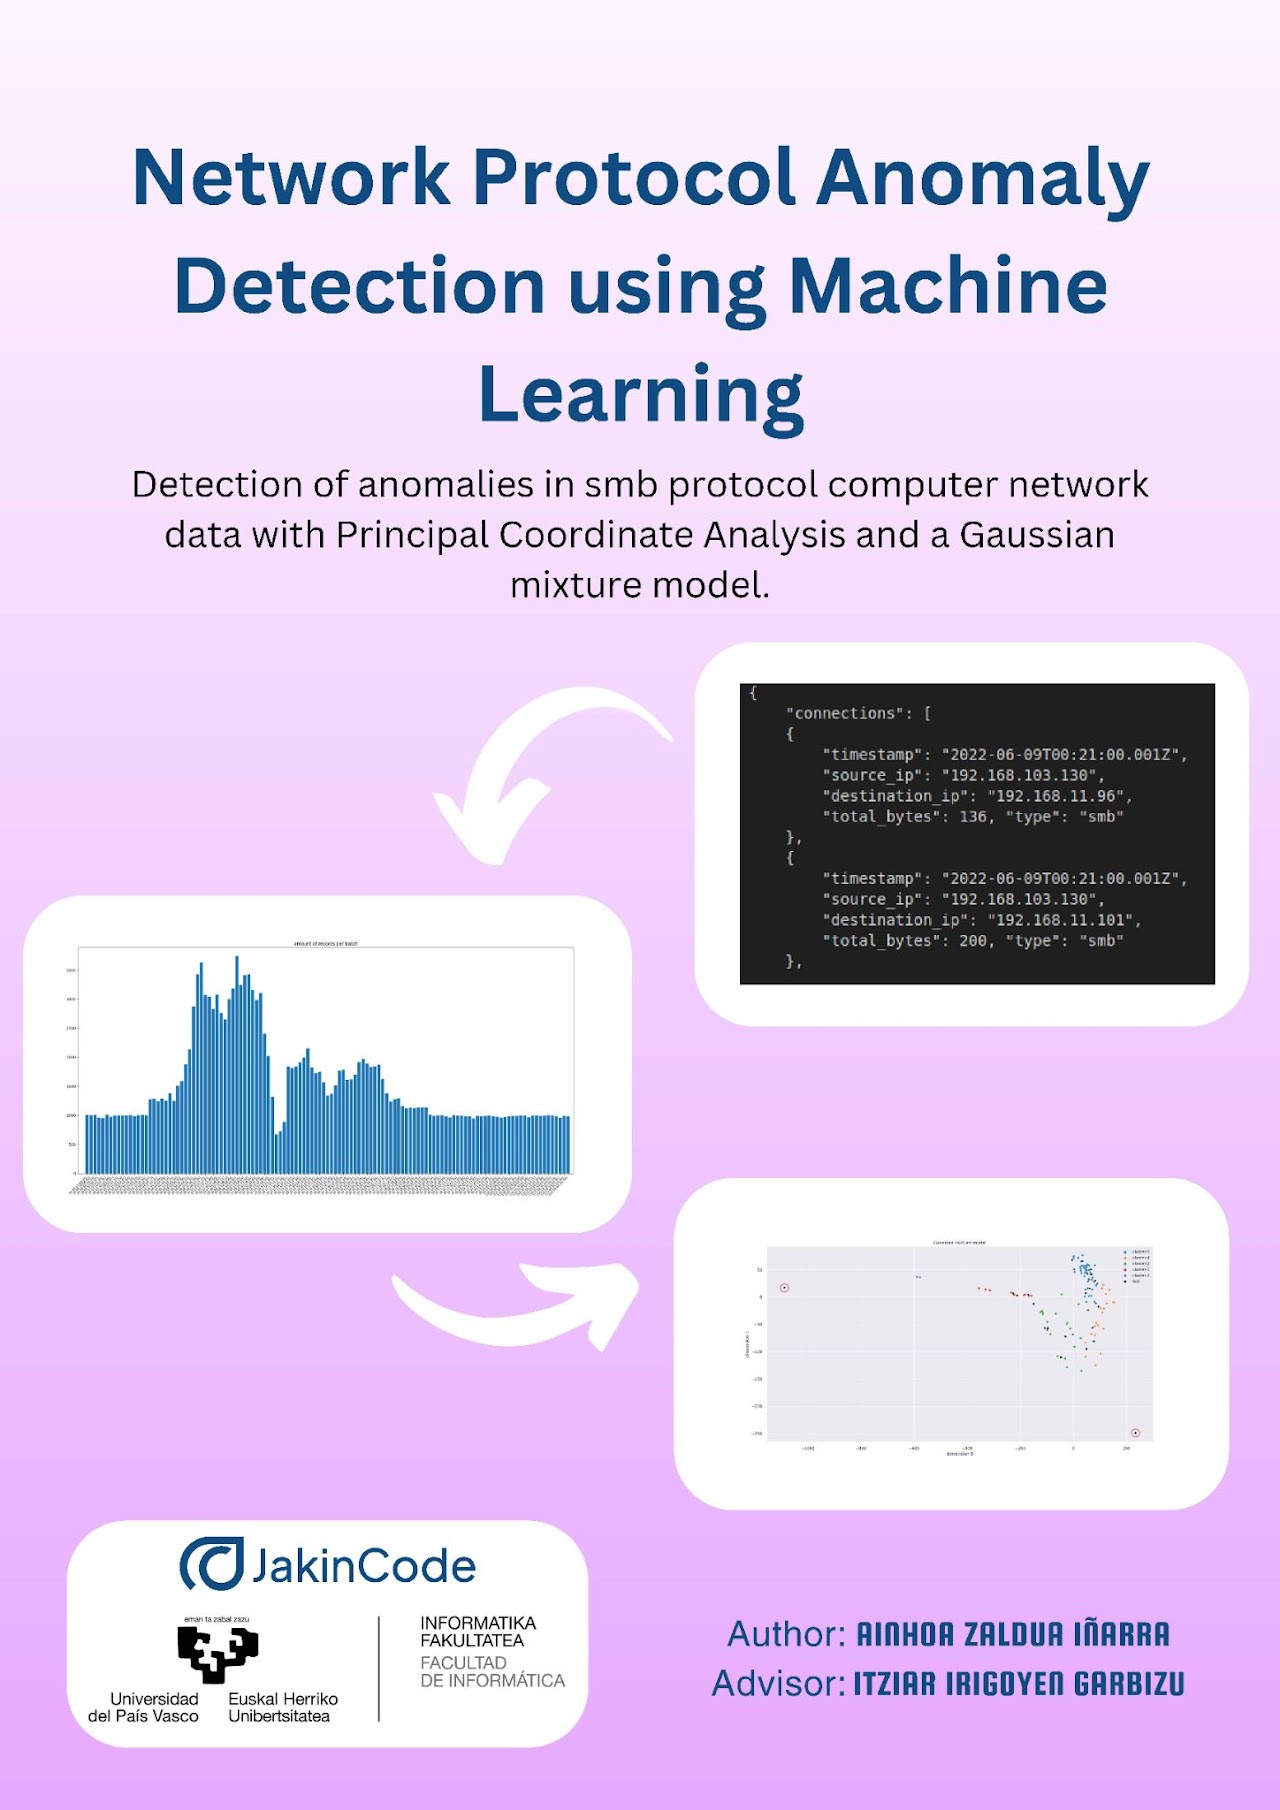 Network Protocol Anomaly
Detection using Machine
Learning
Detection of anomalies in smb protocol computer network
data with Principal Coordinate Analysis and a Gaussian
mixture model.
{
"connections": [
{
"timestamp": "2022-06-09T00:21:00.001Z",
"source_ip": "192.168.103.130",
"destination_ip": "192.168.11.96",
"total_bytes": 136, "type": "smb"
},
{
"timestamp": "2022-06-09T00:21:00.001Z",
"source_ip": "192.168.103.130",
"destination_ip": "192.168.11.101",
"total_bytes": 200, "type": "smb"
},
amount of records per batch
Gaussian mixture model
dimension 0
JakinCode
eman ta zabal zazu
Universidad
del País Vasco
Euskal Herriko
Unibertsitatea
INFORMATIKA
FAKULTATEA
FACULTAD
DE INFORMÁTICA
Author: AINHOA ZALDUA IÑARRA
Advisor: ITZIAR IRIGOYEN GARBIZU